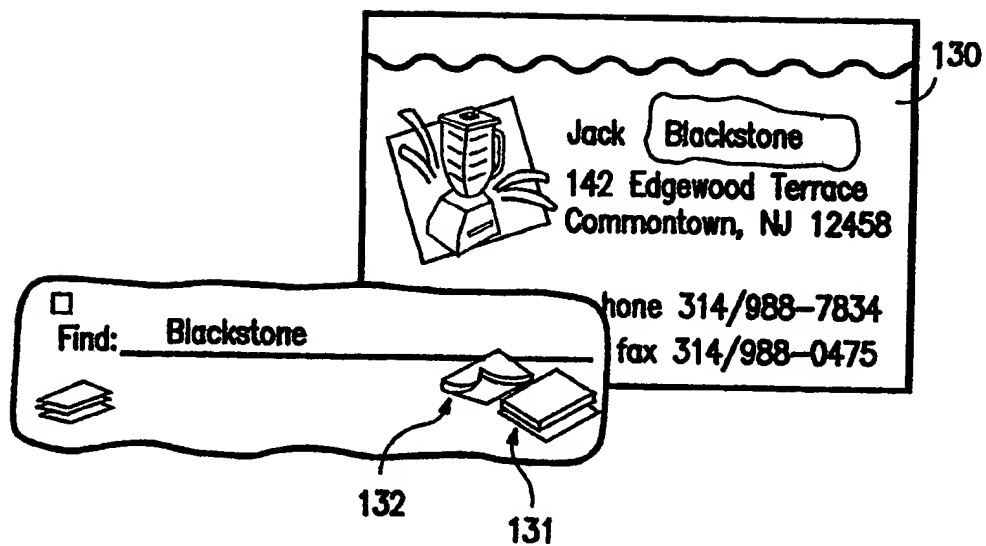 130
Jack Blackstone
142 Edgewood Terrace
Commontown, NJ 12458
hone 314/988-7834
fax 314/988-0475
Find: Blackstone
132
131